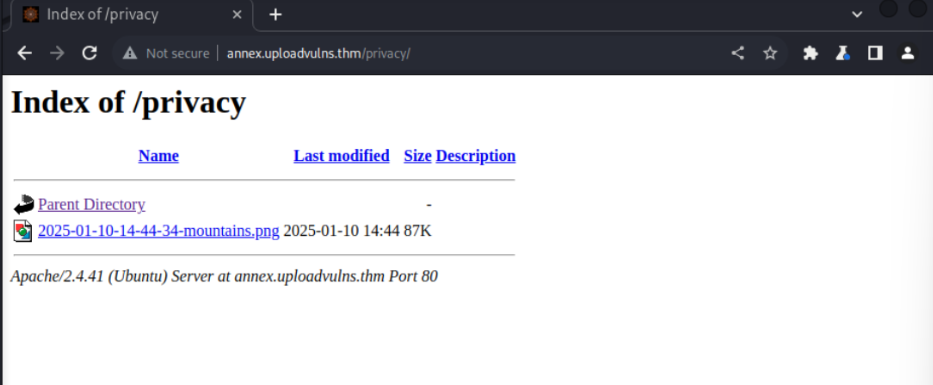 Index of /privacy
Not secure annex.uploadvulns.thm/privacy/
Index of /privacy
Name Last modified Size Description
Parent Directory -
2025-01-10-14-44-34-mountains.png 2025-01-10 14:44 87K
Apache/2.4.41 (Ubuntu) Server at annex.uploadvulns.thm Port 80